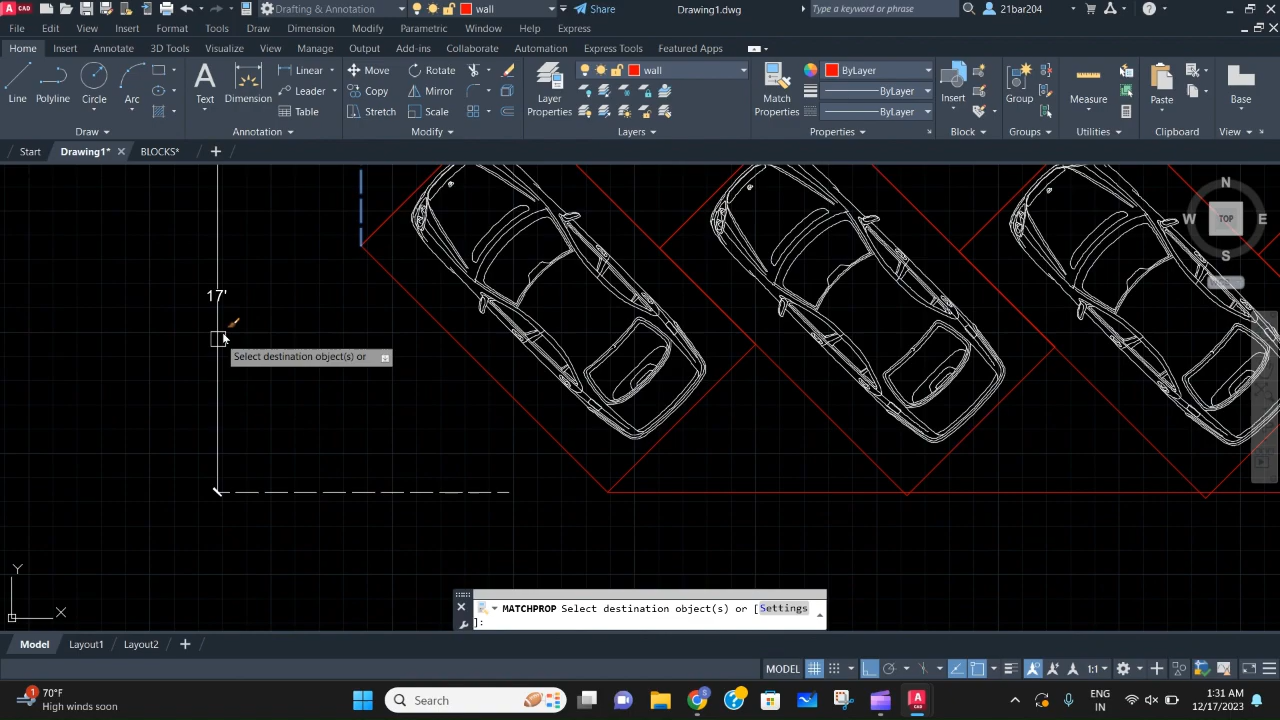 Drafting & Annotation
wall
Share
Drawing1.dwg
Type a keyword or phrase
21bar204
File Edit View Insert Format Tools Draw Dimension Modify Parametric Window Help Express
Home Insert Annotate 3D Tools Visualize View Manage Output Add-ins Collaborate Automation Express Tools Featured Apps
Line Polyline Circle Arc
Text Dimension
Linear
Leader
Table
Move Rotate
Copy Mirror
Stretch Scale
Layer Properties
wall
Match Properties
ByLayer
ByLayer
ByLayer
Insert
Group
Measure
Paste
Base
Draw Annotation Modify Layers Properties Block Groups Utilities Clipboard View
Start Drawing1* BLOCKS*
N
W TOP E
S
17'
Select destination object(s) or
Y
X
MATCHPROP Select destination object(s) or [Settings
]:
Model Layout1 Layout2
MODEL
1:1
1
70°F
High winds soon
Search
ENG
IN
1:31 AM
12/17/2023